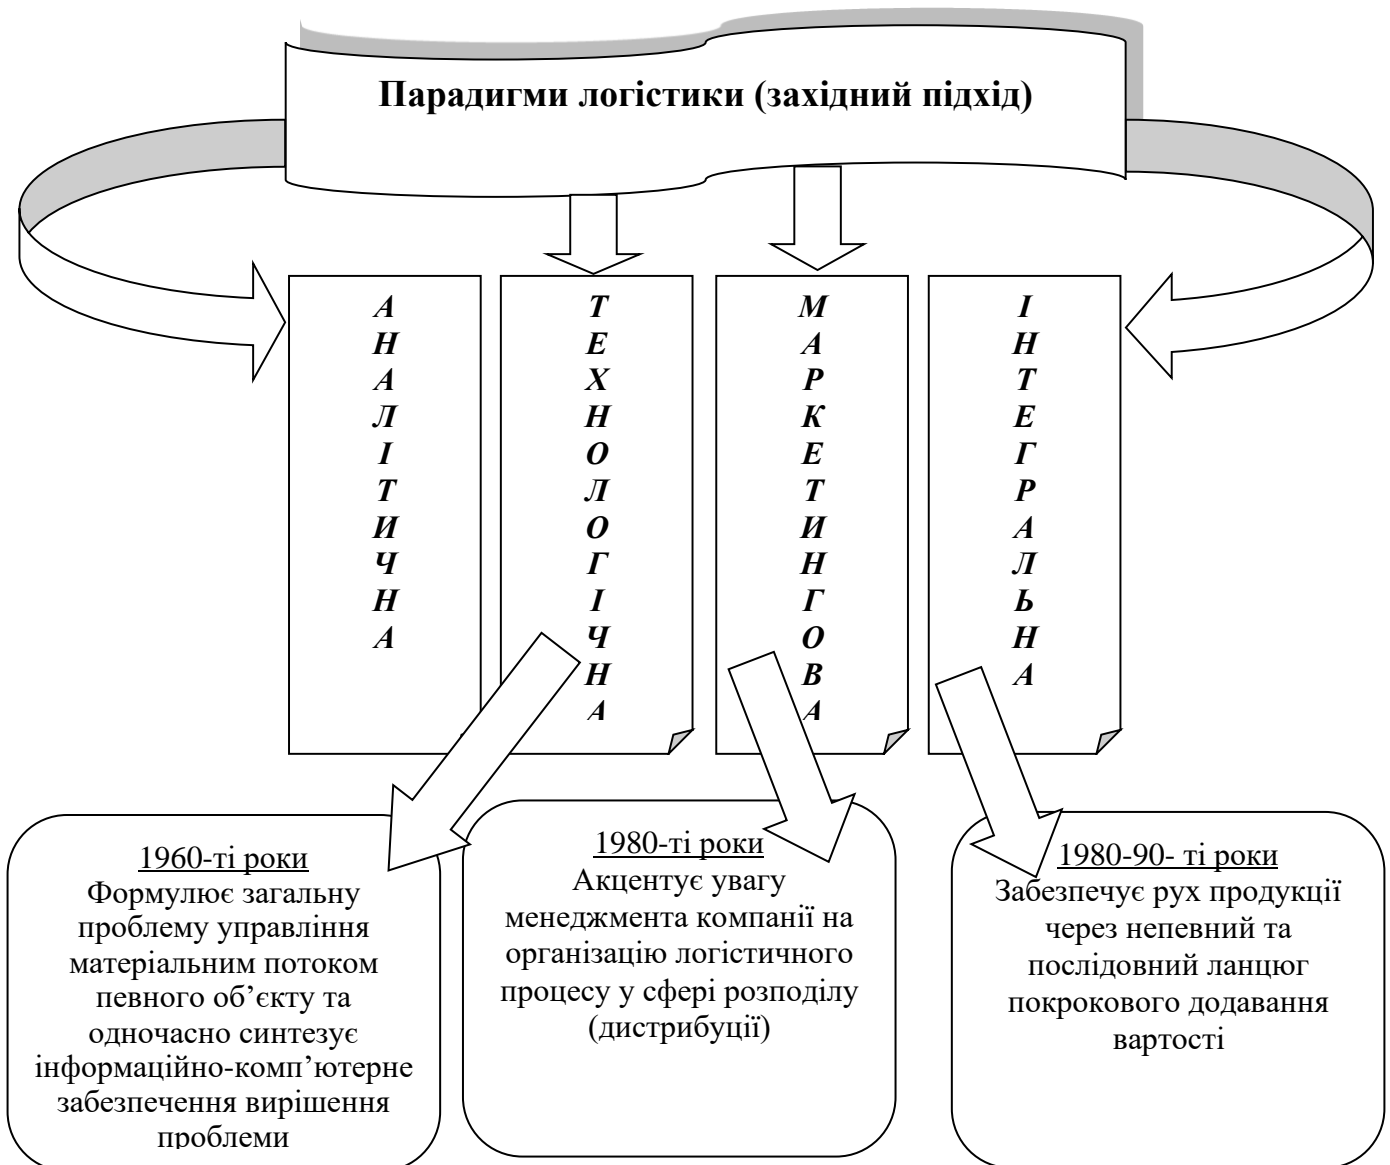 Парадигми логістики (західний підхід)
АНАЛІТИЧНА
ТЕХНОЛОГІЧНА
МАРКЕТИНГОВА
ІНТЕГРАЛЬНА
1960-ті роки
Формулює загальну
проблему управління
матеріальним потоком
певного об’єкту та
одночасно синтезує
інформаційно-комп’ютерне
забезпечення вирішення
проблеми
1980-ті роки
Акцентує увагу
менеджмента компанії на
організацію логістичного
процесу у сфері розподілу
(дистрибуції)
1980-90- ті роки
Забезпечує рух продукції
через непевний та
послідовний ланцюг
покрокового додавання
вартості